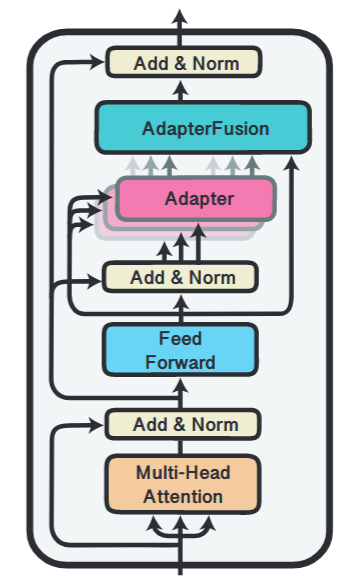 Add & Norm
AdapterFusion
Adapter
Add & Norm
Feed
Forward
Add & Norm
Multi-Head
Attention